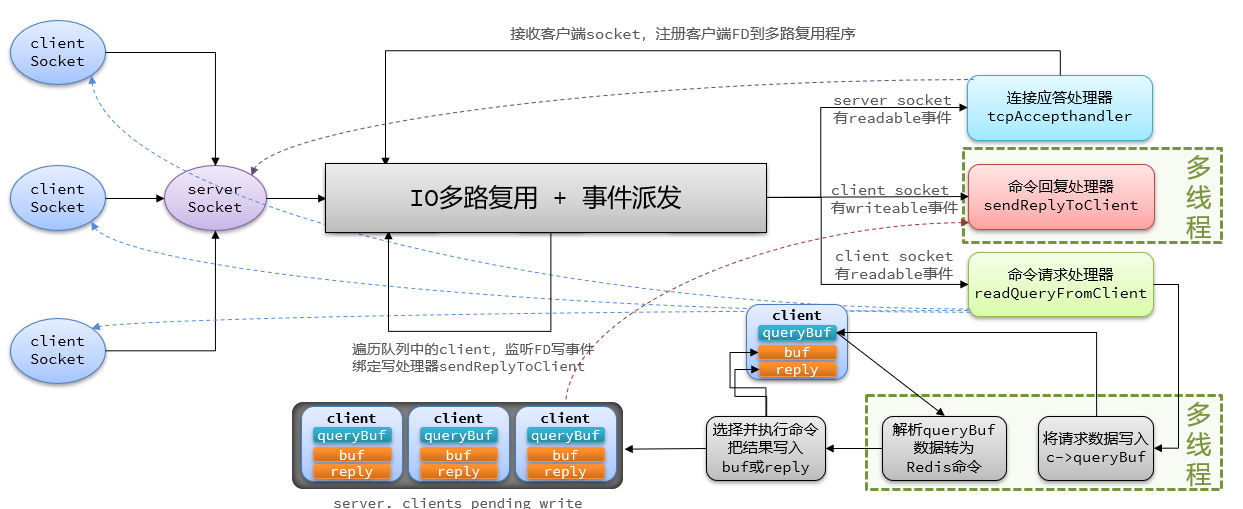 接收客户端socket，注册客户端FD到多路复用程序
client
Socket
client
Socket
client
Socket
server
Socket
IO多路复用 + 事件派发
server socket
有readable事件
client socket
有writeable事件
client socket
有readable事件
连接应答处理器
tcpAccepthandler
命令回复处理器
sendReplyToClient
多
线
程
命令请求处理器
readQueryFromClient
遍历队列中的client，监听FD写事件
绑定写处理器sendReplyToClient
client
queryBuf
buf
reply
client
queryBuf
buf
reply
client
queryBuf
buf
reply
client
queryBuf
buf
reply
server. clients pending write
选择并执行命令
把结果写入
buf或reply
解析queryBuf
数据转为
Redis命令
将请求数据写入
c->queryBuf
多
线
程